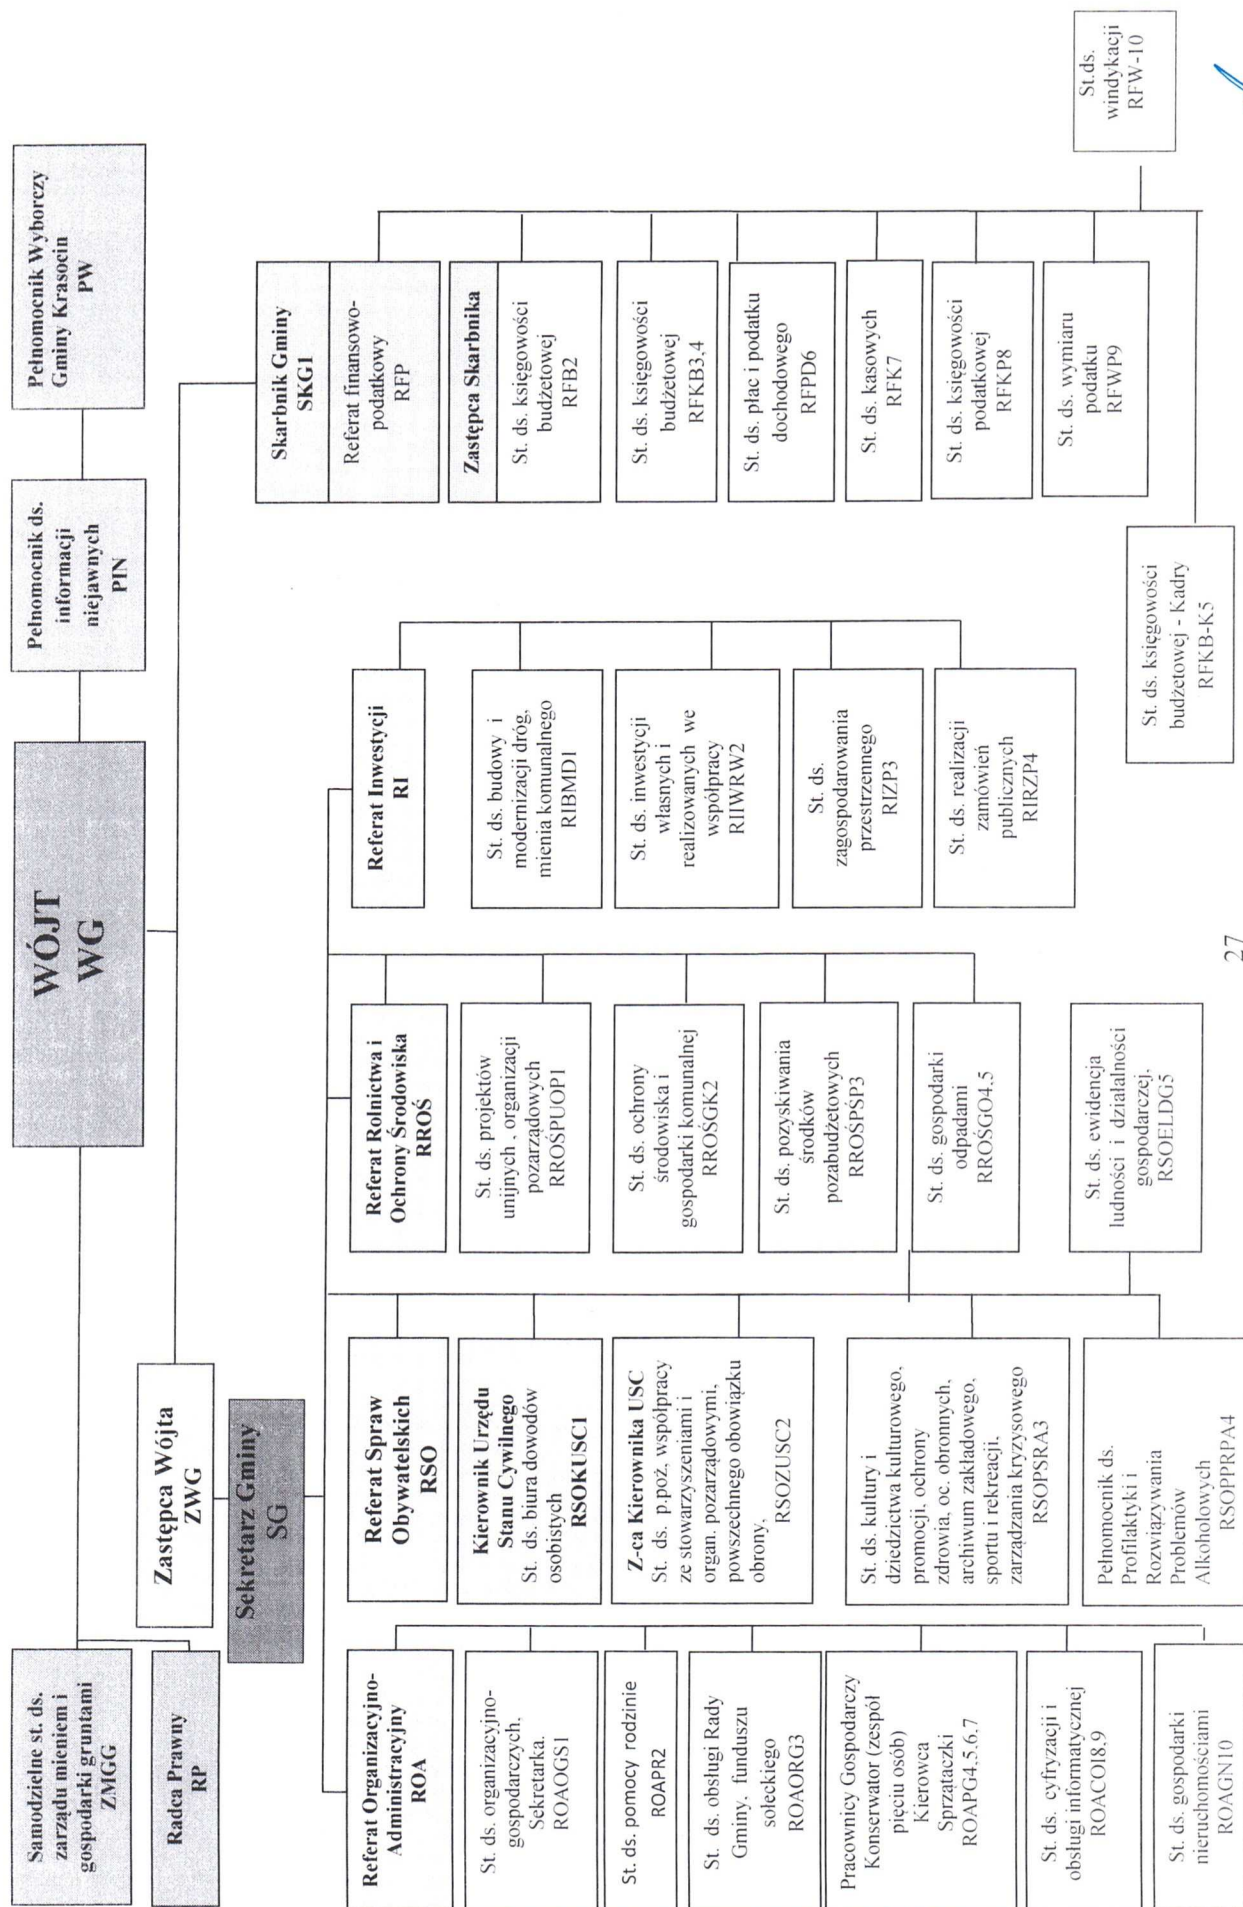 WÓJT
WG
Pełnomocnik ds.
informacji
niejawnych
PIN
Pełnomocnik Wyborczy
Gminy Krasocin
PW
Samodzielne st. ds.
zarządu mieniem i
gospodarki gruntami
ZMGG
Radca Prawny
RP
Zastępca Wójta
ZWG
Sekretarz Gminy
SG
Skarbnik Gminy
SKG1
Referat finansowo-
podatkowy
RFP
Zastępca Skarbnika
St. ds. księgowości
budżetowej
RFB2
St. ds. księgowości
budżetowej
RFKB3,4
St. ds. płac i podatku
dochodowego
RFPD6
St. ds. kasowych
RFK7
St. ds. księgowości
podatkowej
RFKP8
St. ds. wymiaru
podatku
RFWP9
St.ds.
windykacji
RFW-10
St. ds. księgowości
budżetowej - Kadry
RFKB-K5
Referat Organizacyjno-
Administracyjny
ROA
St. ds. organizacyjno-
gospodarczych,
Sekretarka.
ROAOGS1
St. ds. pomocy rodzinie
ROAPR2
St. ds. obsługi Rady
Gminy, funduszu
sołeckiego
ROAORG3
Pracownicy Gospodarczy
Konserwator (zespół
pięciu osób)
Kierowca
Sprzątaczki
ROAPG4,5,6,7
St. ds. cyfryzacji i
obsługi informatycznej
ROACOI8,9
St. ds. gospodarki
nieruchomościami
ROAGN10
Referat Spraw
Obywatelskich
RSO
Kierownik Urzędu
Stanu Cywilnego
St. ds. biura dowodów
osobistych
RSOKUSC1
Z-ca Kierownika USC
St. ds. p.poż. współpracy
ze stowarzyszeniami i
organ. pozarządowymi,
powszechnego obowiązku
obrony,
RSOZUSC2
St. ds. kultury i
dziedzictwa kulturowego,
promocji, ochrony
zdrowia, oc. obronnych,
archiwum zakładowego,
sportu i rekreacji,
zarządzania kryzysowego
RSOPSRA3
Pełnomocnik ds.
Profilaktyki i
Rozwiązywania
Problemów
Alkoholowych
RSOPPRPA4
St. ds. ewidencja
ludności i działalności
gospodarczej,
RSOELDG5
Referat Rolnictwa i
Ochrony Środowiska
RROŚ
St. ds. projektów
unijnych , organizacji
pozarządowych
RROŚPUOP1
St. ds. ochrony
środowiska i
gospodarki komunalnej
RROŚGK2
St. ds. pozyskiwania
środków
pozabudżetowych
RROŚPSP3
St. ds. gospodarki
odpadami
RROŚGO4,5
Referat Inwestycji
RI
St. ds. budowy i
modernizacji dróg,
mienia komunalnego
RIBMD1
St. ds. inwestycji
własnych i
realizowanych we
współpracy
RIIWRW2
St. ds.
zagospodarowania
przestrzennego
RIZP3
St. ds. realizacji
zamówień
publicznych
RIRZP4
27